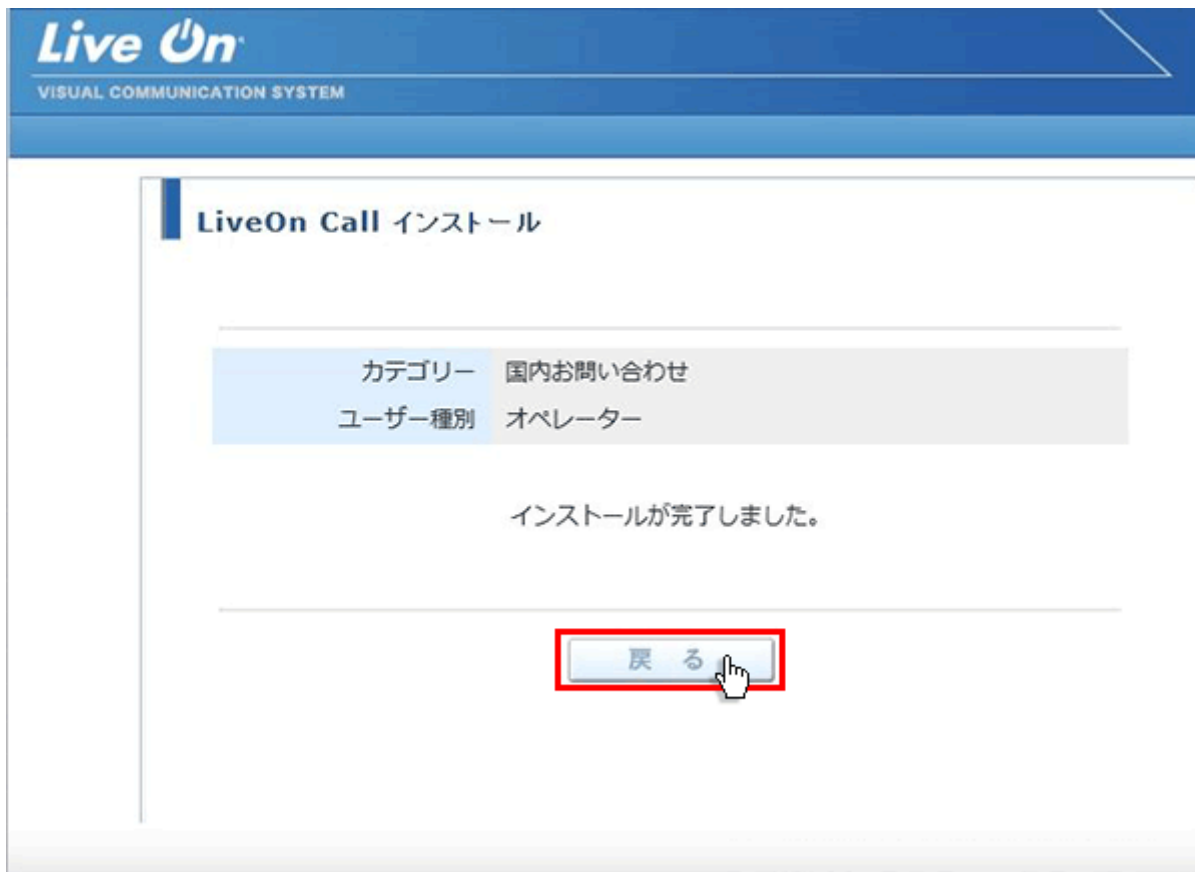 Live On
VISUAL COMMUNICATION SYSTEM
LiveOn Call インストール
カテゴリー 国内お問い合わせ
ユーザー種別 オペレーター
インストールが完了しました。
戻 る